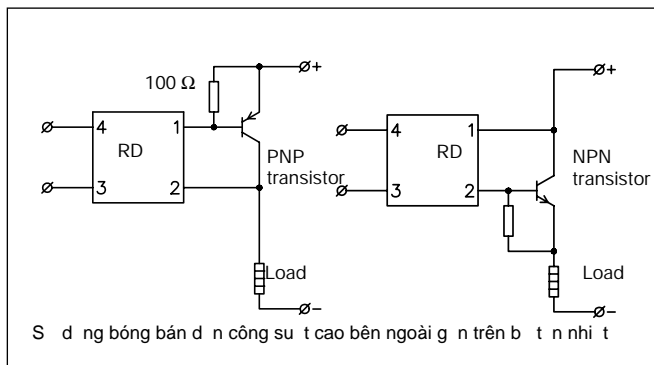 100 Ω
+
4 1
RD
3 2
PNP
transistor
Load
−
+
4 1
RD
3 2
NPN
transistor
Load
−
S d ng bóng bán d n công su t cao bên ngoài g n trên b t n nhi t